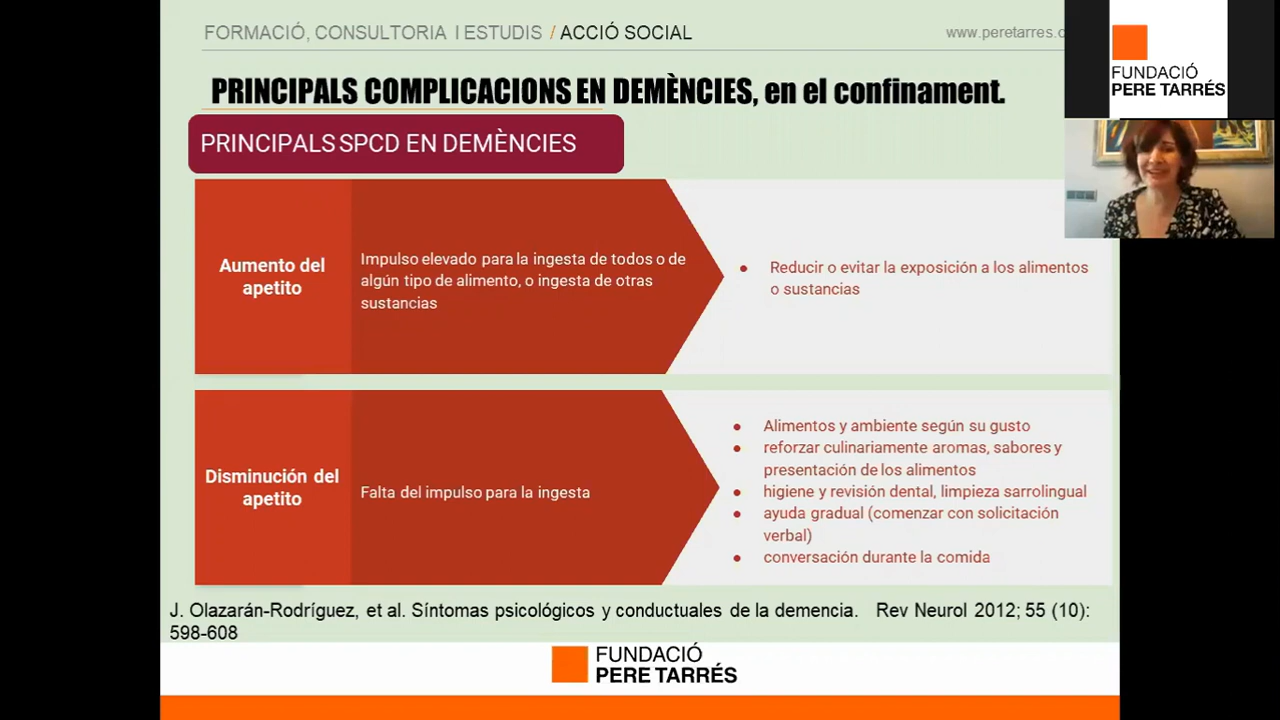 FORMACIÓ, CONSULTORIA I ESTUDIS / ACCIÓ SOCIAL
FUNDACIÓ
PERE TARRÉS
PRINCIPALS COMPLICACIONS EN DEMÈNCIES, en el confinament.
PRINCIPALS SPCD EN DEMÈNCIES
Aumento del
apetito
Impulso elevado para la ingesta de todos o de
algún tipo de alimento, o ingesta de otras
sustancias
● Reducir o evitar la exposición a los alimentos
o sustancias
Disminución del
apetito
Falta del impulso para la ingesta
● Alimentos y ambiente según su gusto
● reforzar culinariamente aromas, sabores y
presentación de los alimentos
● higiene y revisión dental, limpieza sarrolingual
● ayuda gradual (comenzar con solicitación
verbal)
● conversación durante la comida
J. Olazarán-Rodríguez, et al. Síntomas psicológicos y conductuales de la demencia. Rev Neurol 2012; 55 (10):
598-608
FUNDACIÓ
PERE TARRÉS